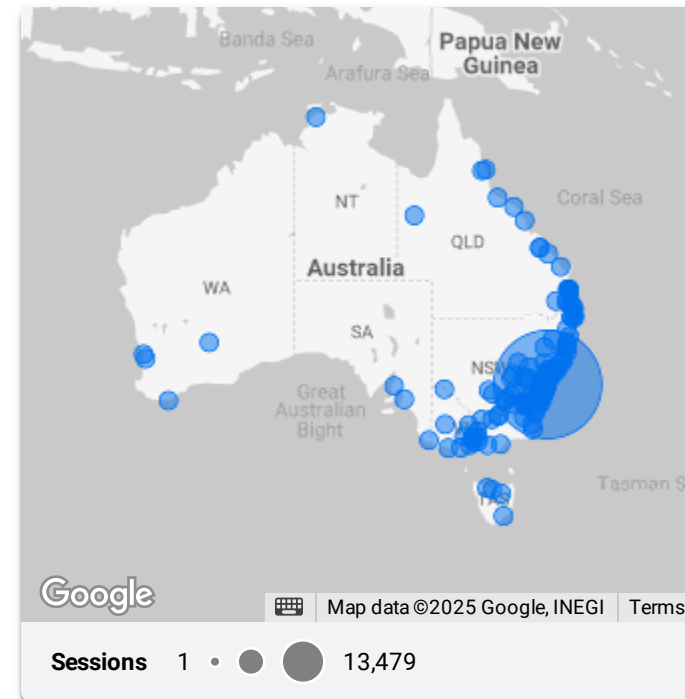 Banda Sea
Papua New
Guinea
Arafura Sea
Coral Sea
NT
QLD
Australia
WA
SA
NSW
Great
Australian
Bight
Tasman S
Google
Map data ©2025 Google, INEGI
Terms
Sessions 1 13,479